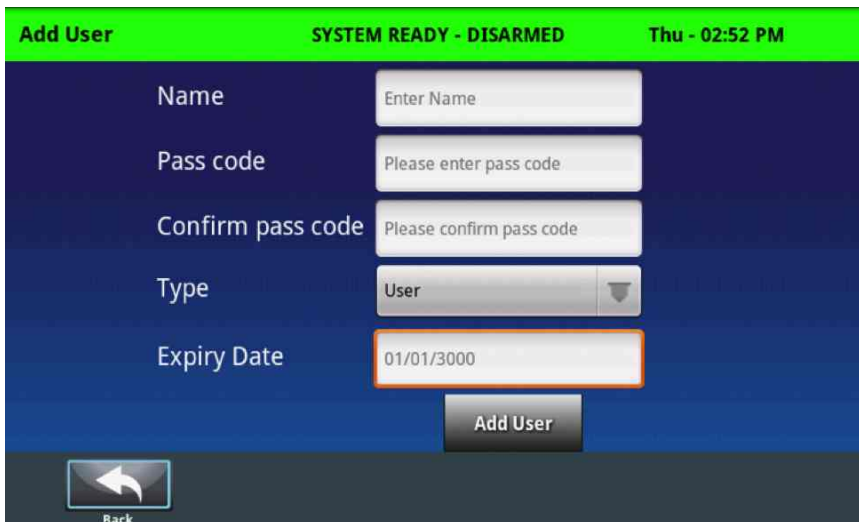 Add User SYSTEM READY - DISARMED Thu - 02:52 PM
Name Enter Name
Pass code Please enter pass code
Confirm pass code Please confirm pass code
Type User
Expiry Date 01/01/3000
Add User
Back